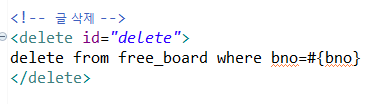 <!-- 글 삭제 -->
<delete id="delete">
delete from free_board where bno=#{bno}
</delete>